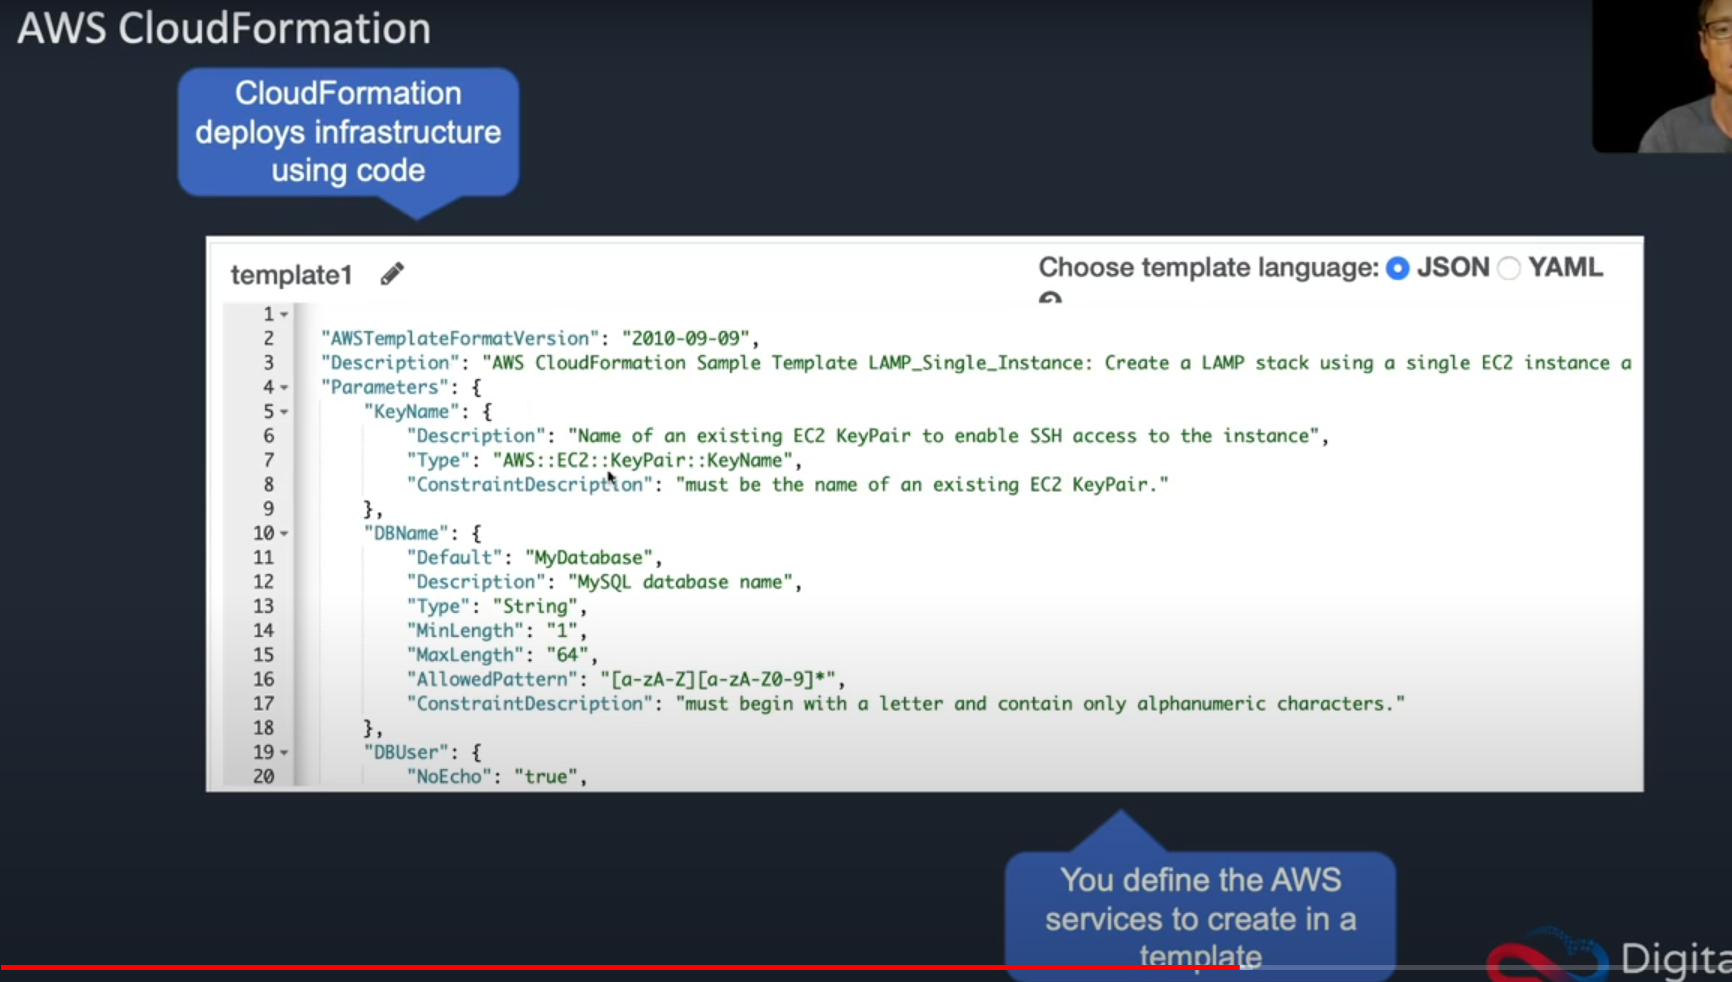 AWS CloudFormation
CloudFormation
deploys infrastructure
using code
template1
Choose template language: JSON YAML
1
2 "AWSTemplateFormatVersion": "2010-09-09",
3 "Description": "AWS CloudFormation Sample Template LAMP_Single_Instance: Create a LAMP stack using a single EC2 instance a
4 "Parameters": {
5 "KeyName": {
6 "Description": "Name of an existing EC2 KeyPair to enable SSH access to the instance",
7 "Type": "AWS::EC2::KeyPair::KeyName",
8 "ConstraintDescription": "must be the name of an existing EC2 KeyPair."
9 },
10 "DBName": {
11 "Default": "MyDatabase",
12 "Description": "MySQL database name",
13 "Type": "String",
14 "MinLength": "1",
15 "MaxLength": "64",
16 "AllowedPattern": "[a-zA-Z][a-zA-Z0-9]*",
17 "ConstraintDescription": "must begin with a letter and contain only alphanumeric characters."
18 },
19 "DBUser": {
20 "NoEcho": "true",
You define the AWS
services to create in a
template
Digita